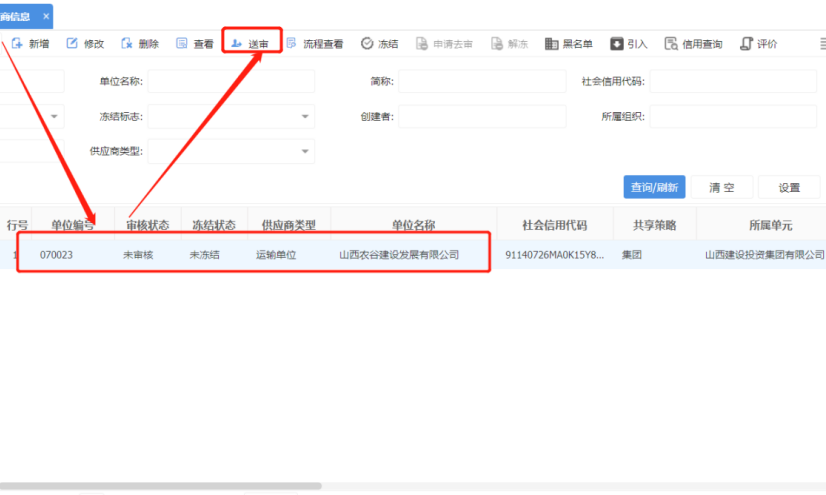 商信息 ×
新增 修改 删除 查看 送审 流程查看 冻结 申请去审 解冻 黑名单 引入 信用查询 评价
单位名称: 简称: 社会信用代码:
冻结标志: 创建者: 所属组织:
供应商类型:
查询/刷新 清 空 设置
行号 单位编号 审核状态 冻结状态 供应商类型 单位名称 社会信用代码 共享策略 所属单元
1 070023 未审核 未冻结 运输单位 山西农谷建设发展有限公司 91140726MA0K15Y8... 集团 山西建设投资集团有限公司